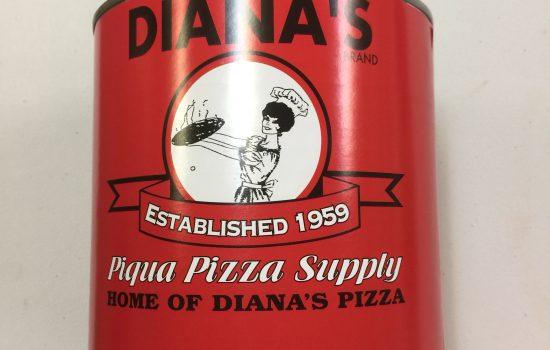 DIANA'S
BRAND
ESTABLISHED 1959
Piqua Pizza Supply
HOME OF DIANA'S PIZZA